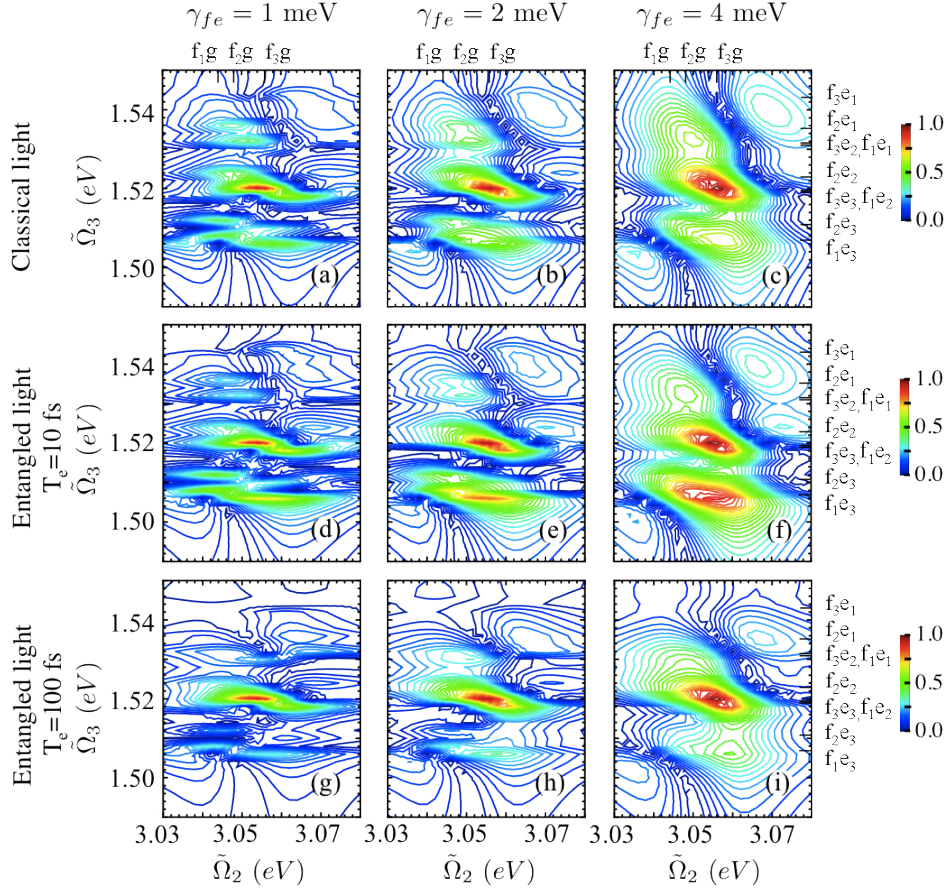 γ_fe = 1 meV γ_fe = 2 meV γ_fe = 4 meV
f₁g f₂g f₃g f₁g f₂g f₃g f₁g f₂g f₃g
Classical light
Ω̃₃ (eV)
1.54
1.52
1.50
(a) (b) (c)
f₃e₁
f₂e₁
f₃e₂,f₁e₁
f₂e₂
f₃e₃,f₁e₂
f₂e₃
f₁e₃
1.0
0.5
0.0
Entangled light
Tₑ=10 fs
Ω̃₃ (eV)
1.54
1.52
1.50
(d) (e) (f)
f₃e₁
f₂e₁
f₃e₂,f₁e₁
f₂e₂
f₃e₃,f₁e₂
f₂e₃
f₁e₃
1.0
0.5
0.0
Entangled light
Tₑ=100 fs
Ω̃₃ (eV)
1.54
1.52
1.50
(g) (h) (i)
f₃e₁
f₂e₁
f₃e₂,f₁e₁
f₂e₂
f₃e₃,f₁e₂
f₂e₃
f₁e₃
1.0
0.5
0.0
3.03 3.05 3.07 3.03 3.05 3.07 3.03 3.05 3.07
Ω̃₂ (eV) Ω̃₂ (eV) Ω̃₂ (eV)